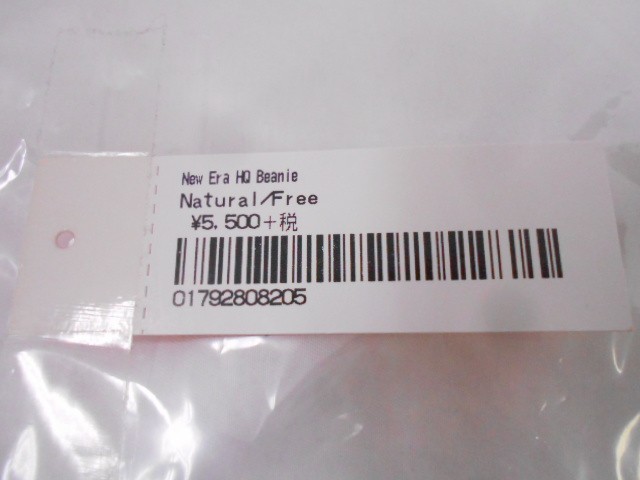 New Era HQ Beanie
Natural/Free
¥5,500+税
01792808205